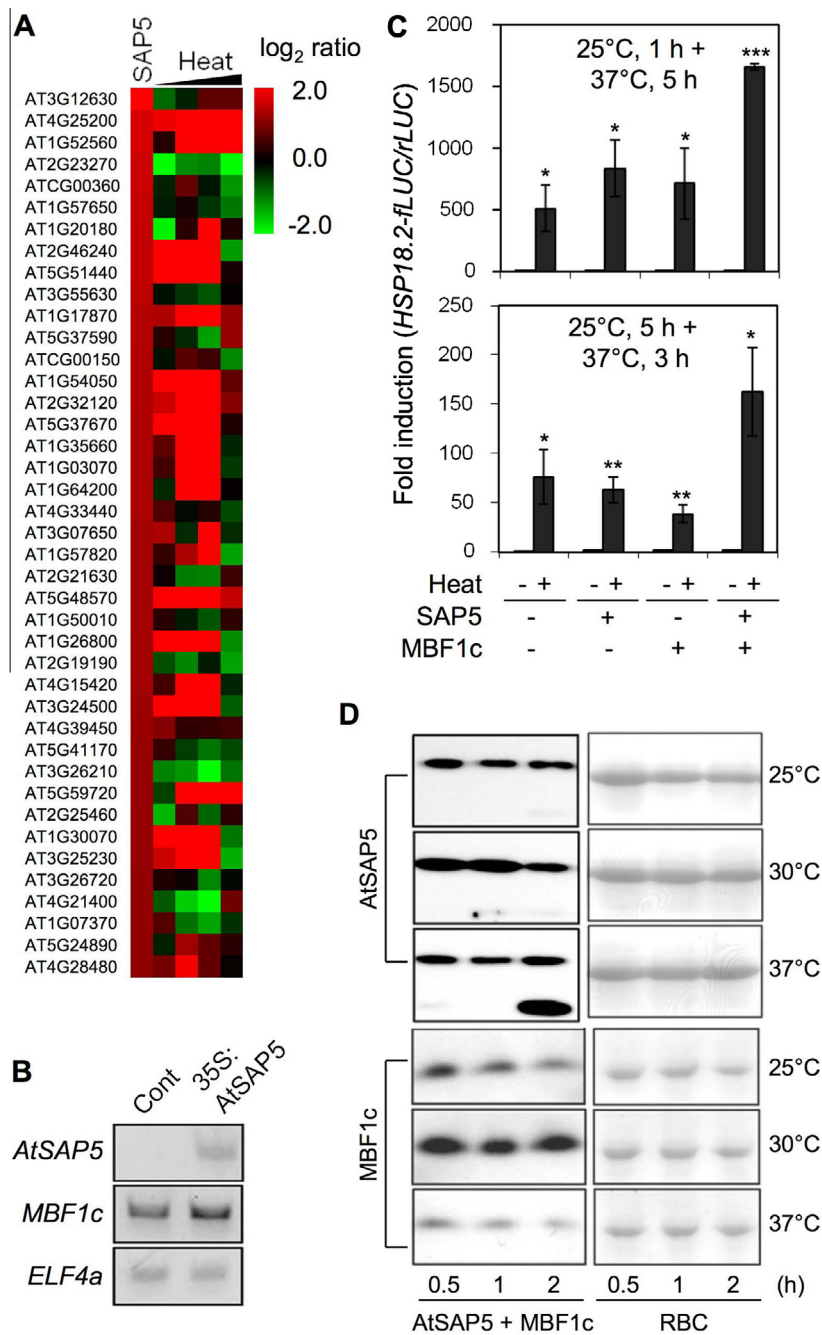 A
SAP5
Heat
log2 ratio
2.0
0.0
-2.0
AT3G12630
AT4G25200
AT1G52560
AT2G23270
ATCG00360
AT1G57650
AT1G20180
AT2G46240
AT5G51440
AT3G55630
AT1G17870
AT5G37590
ATCG00150
AT1G54050
AT2G32120
AT5G37670
AT1G35660
AT1G03070
AT1G64200
AT4G33440
AT3G07650
AT1G57820
AT2G21630
AT5G48570
AT1G50010
AT1G26800
AT2G19190
AT4G15420
AT3G24500
AT4G39450
AT5G41170
AT3G26210
AT5G59720
AT2G25460
AT1G30070
AT3G25230
AT3G26720
AT4G21400
AT1G07370
AT5G24890
AT4G28480
B
Cont
35S:
AtSAP5
AtSAP5
MBF1c
ELF4a
C
Fold induction (HSP18.2-fLUC/rLUC)
2000
1500
1000
500
0
25°C, 1 h +
37°C, 5 h
* * * ***
250
200
150
100
50
0
25°C, 5 h +
37°C, 3 h
* ** ** *
Heat - + - + - + - +
SAP5 - + - +
MBF1c - - + +
D
AtSAP5
25°C
30°C
37°C
MBF1c
25°C
30°C
37°C
0.5 1 2 0.5 1 2 (h)
AtSAP5 + MBF1c RBC